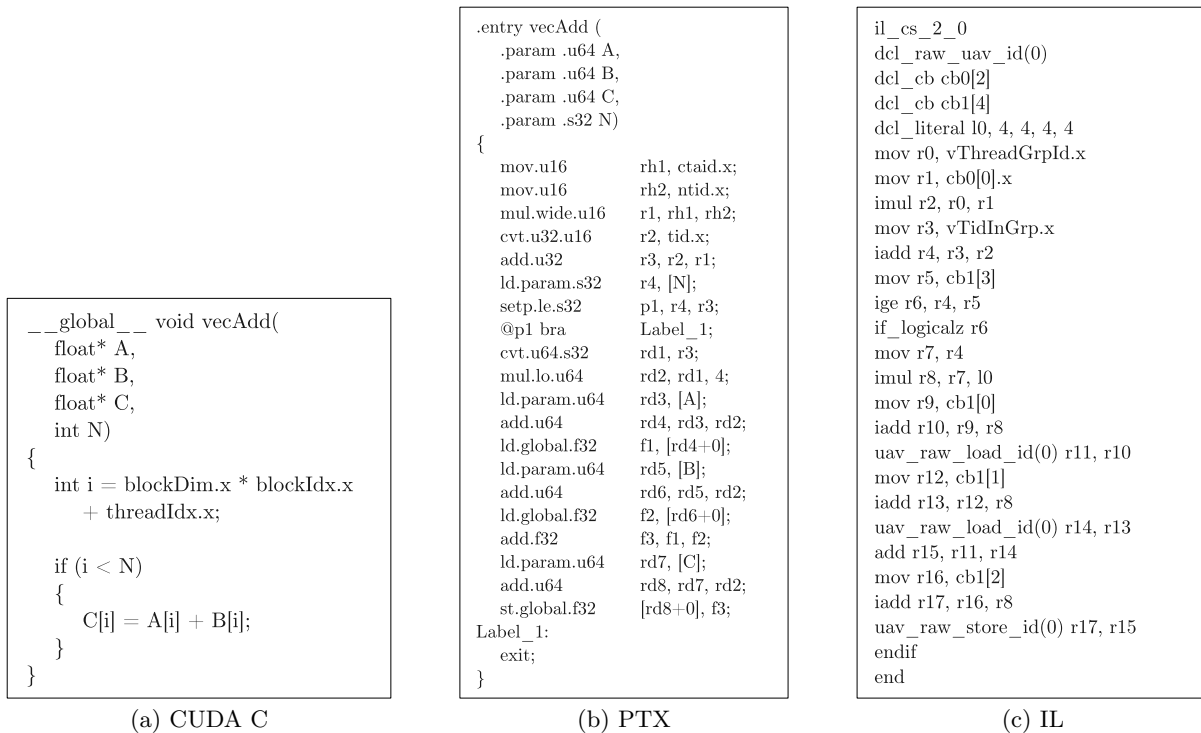 __global__ void vecAdd(
float* A,
float* B,
float* C,
int N)
{
int i = blockDim.x * blockIdx.x
+ threadIdx.x;
if (i < N)
{
C[i] = A[i] + B[i];
}
}
(a) CUDA C
.entry vecAdd (
.param .u64 A,
.param .u64 B,
.param .u64 C,
.param .s32 N)
{
mov.u16 rh1, ctaid.x;
mov.u16 rh2, ntid.x;
mul.wide.u16 r1, rh1, rh2;
cvt.u32.u16 r2, tid.x;
add.u32 r3, r2, r1;
ld.param.s32 r4, [N];
setp.le.s32 p1, r4, r3;
@p1 bra Label_1;
cvt.u64.s32 rd1, r3;
mul.lo.u64 rd2, rd1, 4;
ld.param.u64 rd3, [A];
add.u64 rd4, rd3, rd2;
ld.global.f32 f1, [rd4+0];
ld.param.u64 rd5, [B];
add.u64 rd6, rd5, rd2;
ld.global.f32 f2, [rd6+0];
add.f32 f3, f1, f2;
ld.param.u64 rd7, [C];
add.u64 rd8, rd7, rd2;
st.global.f32 [rd8+0], f3;
Label_1:
exit;
}
(b) PTX
il_cs_2_0
dcl_raw_uav_id(0)
dcl_cb cb0[2]
dcl_cb cb1[4]
dcl_literal l0, 4, 4, 4, 4
mov r0, vThreadGrpId.x
mov r1, cb0[0].x
imul r2, r0, r1
mov r3, vTidInGrp.x
iadd r4, r3, r2
mov r5, cb1[3]
ige r6, r4, r5
if_logicalz r6
mov r7, r4
imul r8, r7, l0
mov r9, cb1[0]
iadd r10, r9, r8
uav_raw_load_id(0) r11, r10
mov r12, cb1[1]
iadd r13, r12, r8
uav_raw_load_id(0) r14, r13
add r15, r11, r14
mov r16, cb1[2]
iadd r17, r16, r8
uav_raw_store_id(0) r17, r15
endif
end
(c) IL